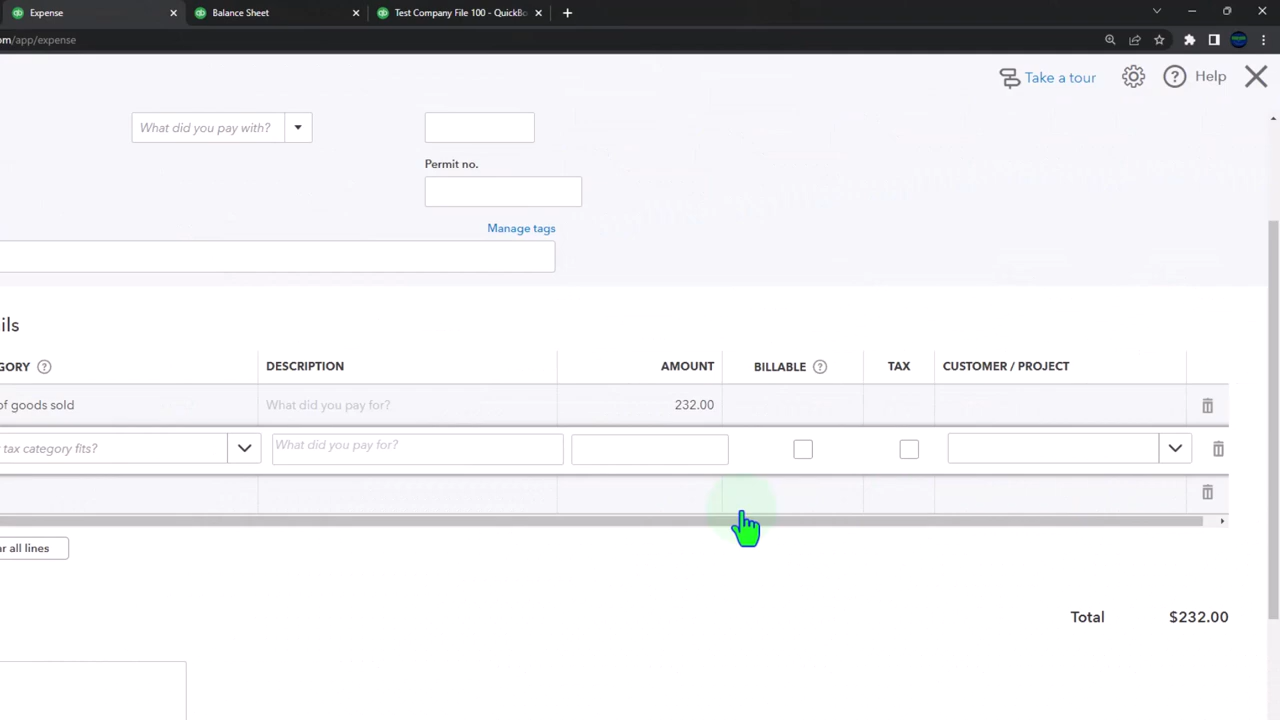 Expense
Balance Sheet
Test Company File 100 - QuickBo
om/app/expense
Take a tour
Help
What did you pay with?
Permit no.
Manage tags
ils
GORY
DESCRIPTION
AMOUNT
BILLABLE
TAX
CUSTOMER / PROJECT
of goods sold
What did you pay for?
232.00
tax category fits?
What did you pay for?
ar all lines
Total
$232.00